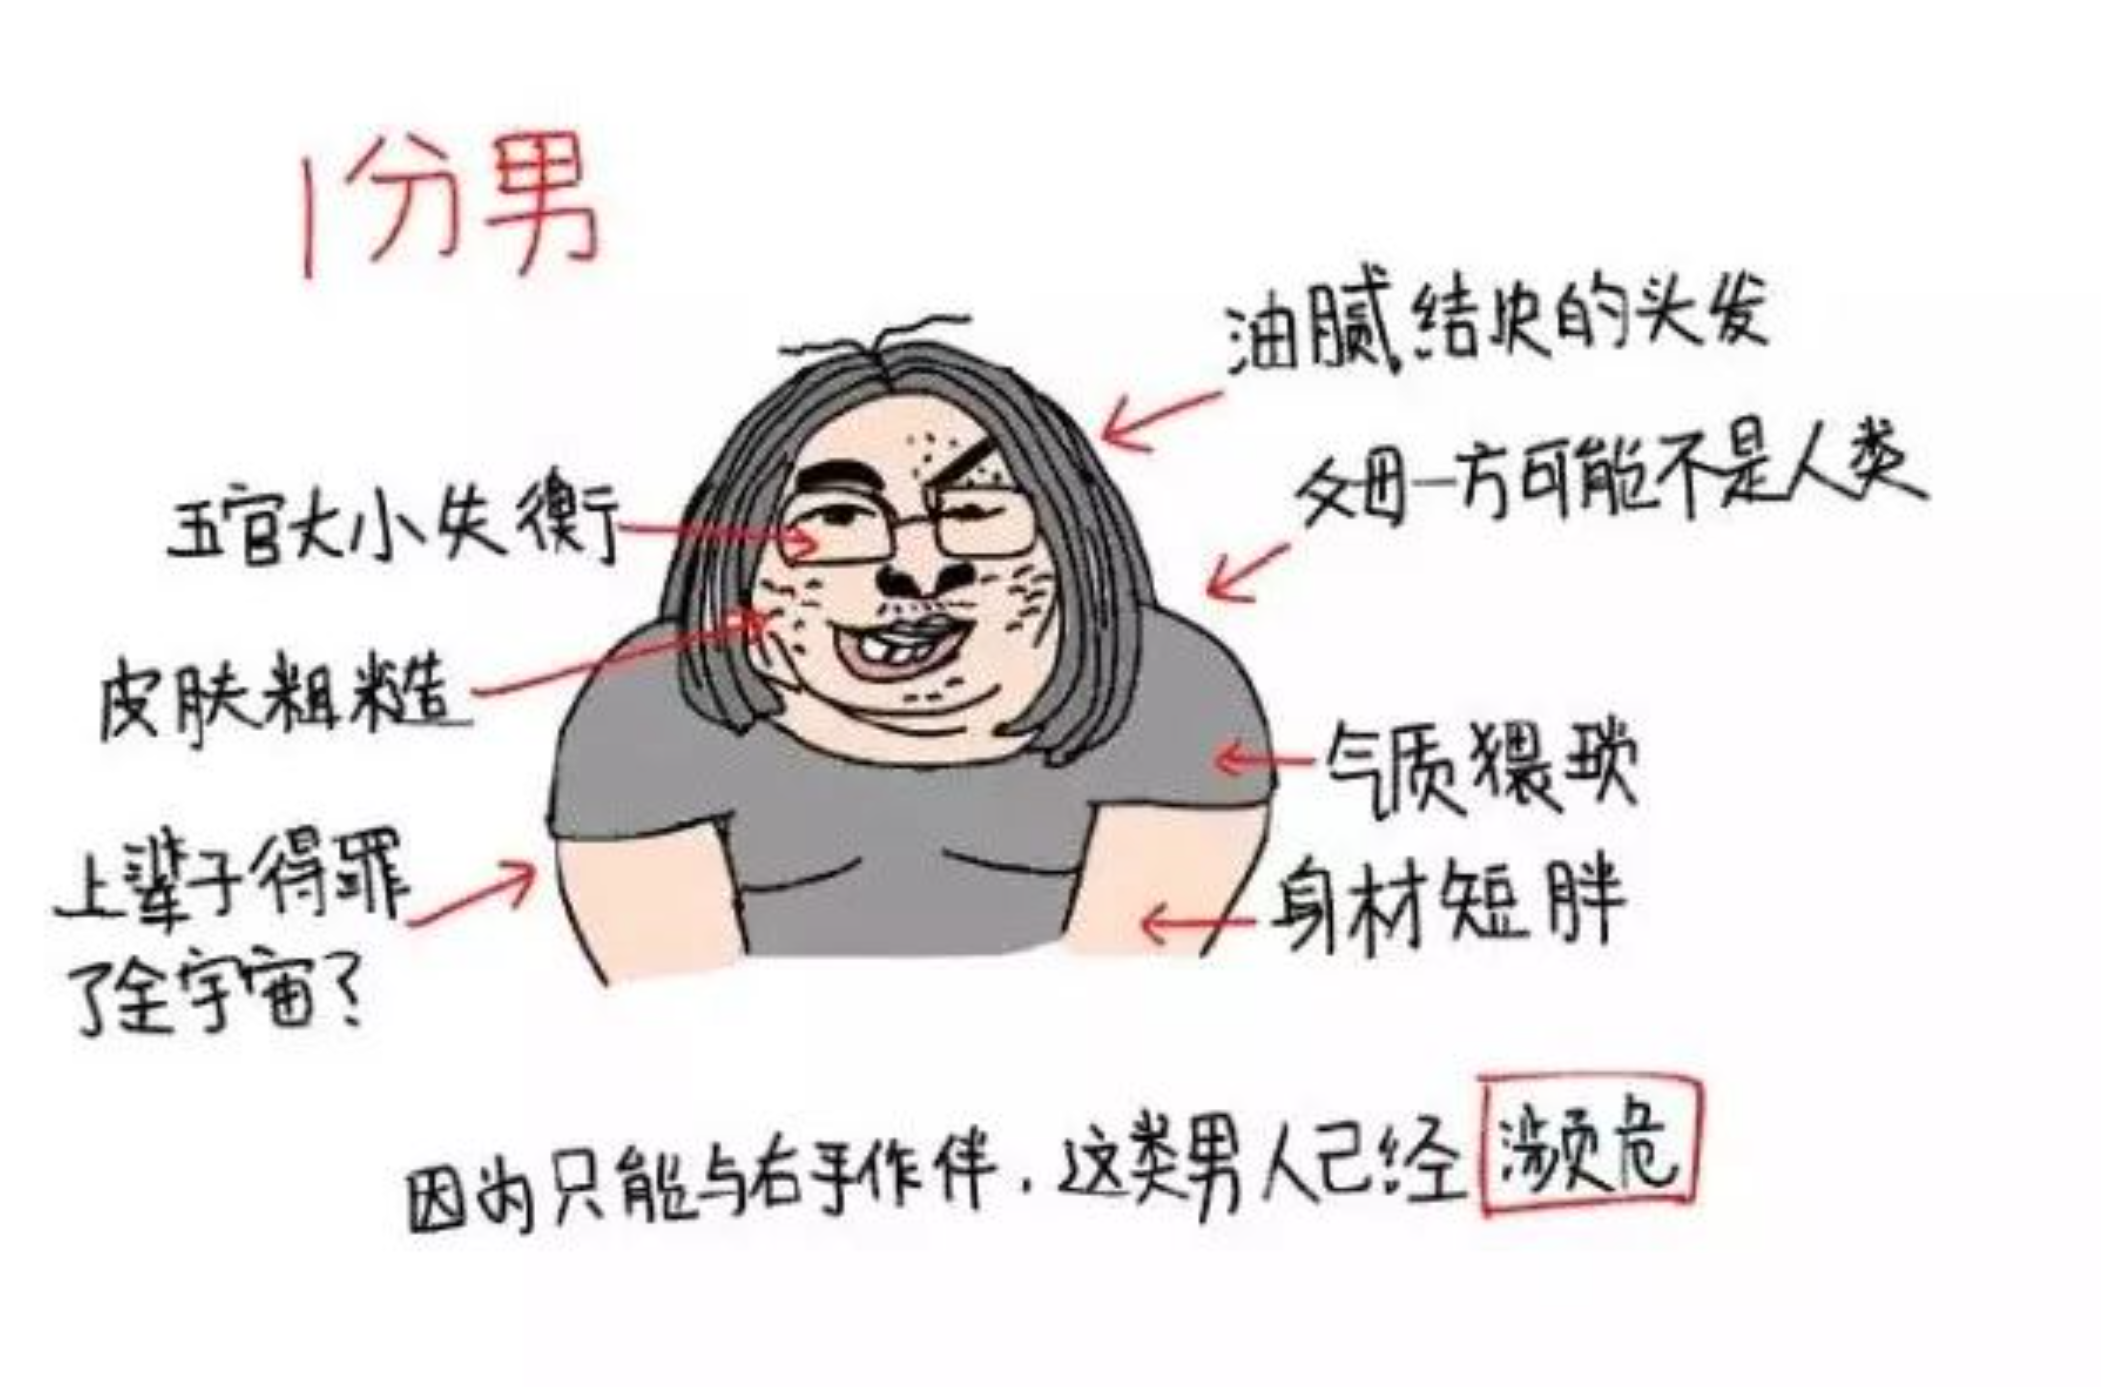 1分男
油腻结块的头发
父母一方可能不是人类
五官大小失衡
皮肤粗糙
气质猥琐
上辈子得罪
了全宇宙?
身材短胖
因为只能与右手作伴.这类男人已经濒危